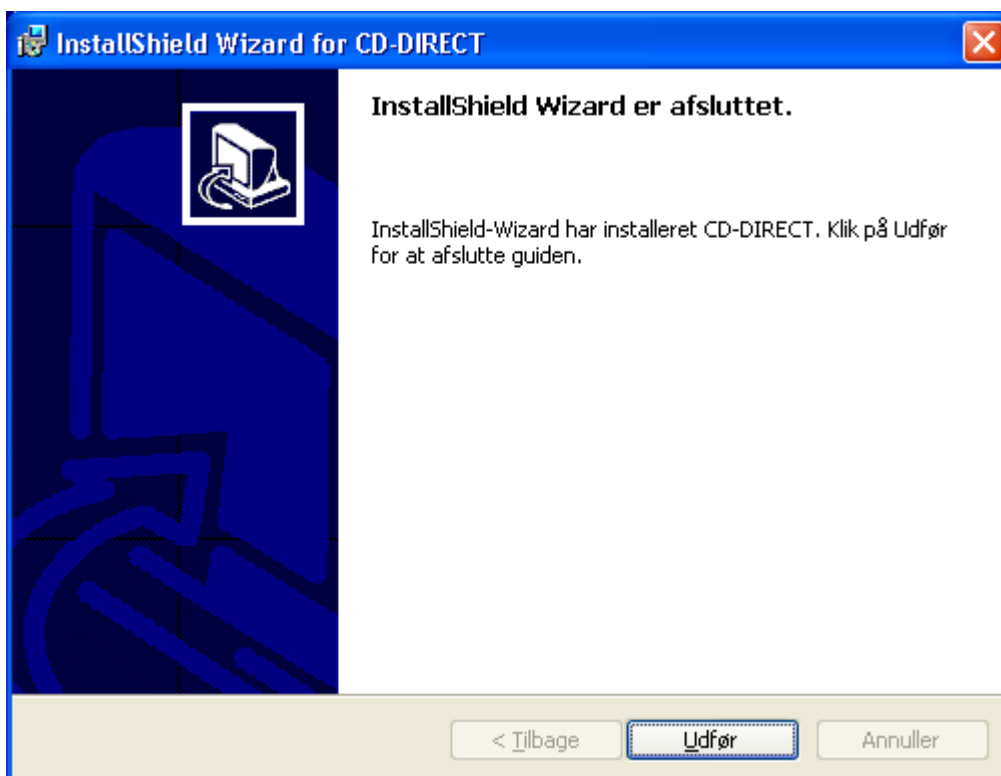 InstallShield Wizard for CD-DIRECT
InstallShield Wizard er afsluttet.
InstallShield-Wizard har installeret CD-DIRECT. Klik på Udfør
for at afslutte guiden.
< Tilbage
Udfør
Annuller